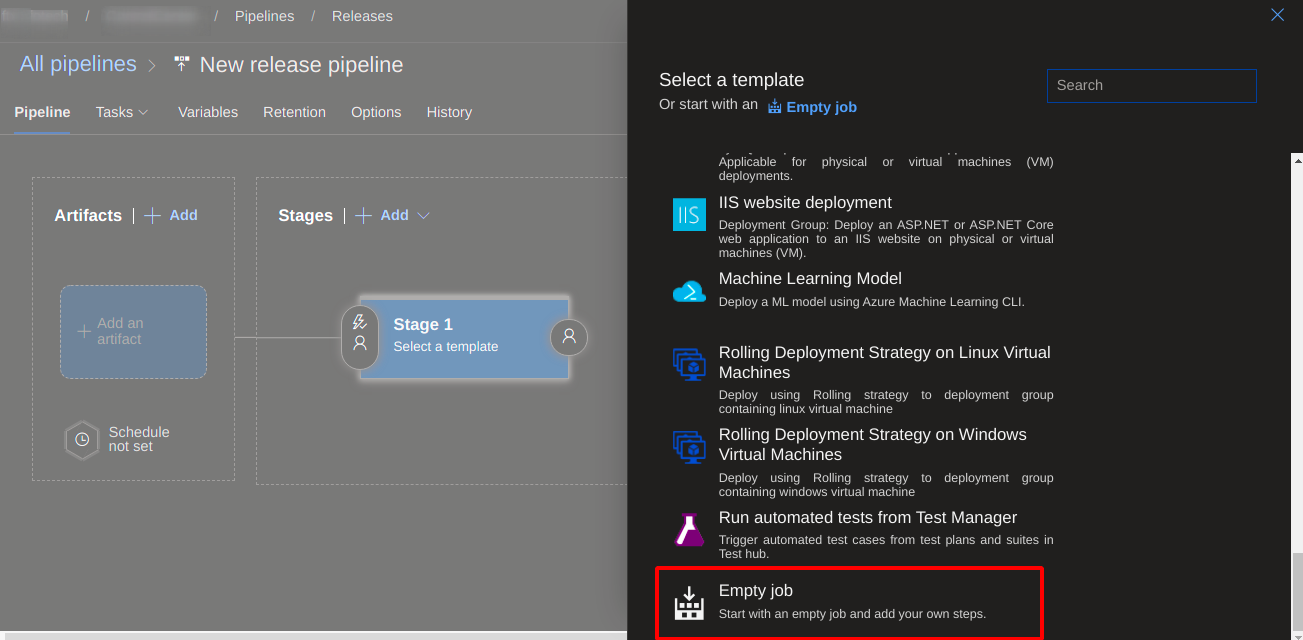 / / Pipelines / Releases
All pipelines > New release pipeline
Pipeline Tasks Variables Retention Options History
Artifacts | + Add
Stages | + Add
+ Add an
artifact
Schedule
not set
Stage 1
Select a template
Select a template
Or start with an Empty job
Search
Applicable for physical or virtual machines (VM)
deployments.
IIS
IIS website deployment
Deployment Group: Deploy an ASP.NET or ASP.NET Core
web application to an IIS website on physical or virtual
machines (VM).
Machine Learning Model
Deploy a ML model using Azure Machine Learning CLI.
Rolling Deployment Strategy on Linux Virtual
Machines
Deploy using Rolling strategy to deployment group
containing linux virtual machine
Rolling Deployment Strategy on Windows
Virtual Machines
Deploy using Rolling strategy to deployment group
containing windows virtual machine
Run automated tests from Test Manager
Trigger automated test cases from test plans and suites in
Test hub.
Empty job
Start with an empty job and add your own steps.